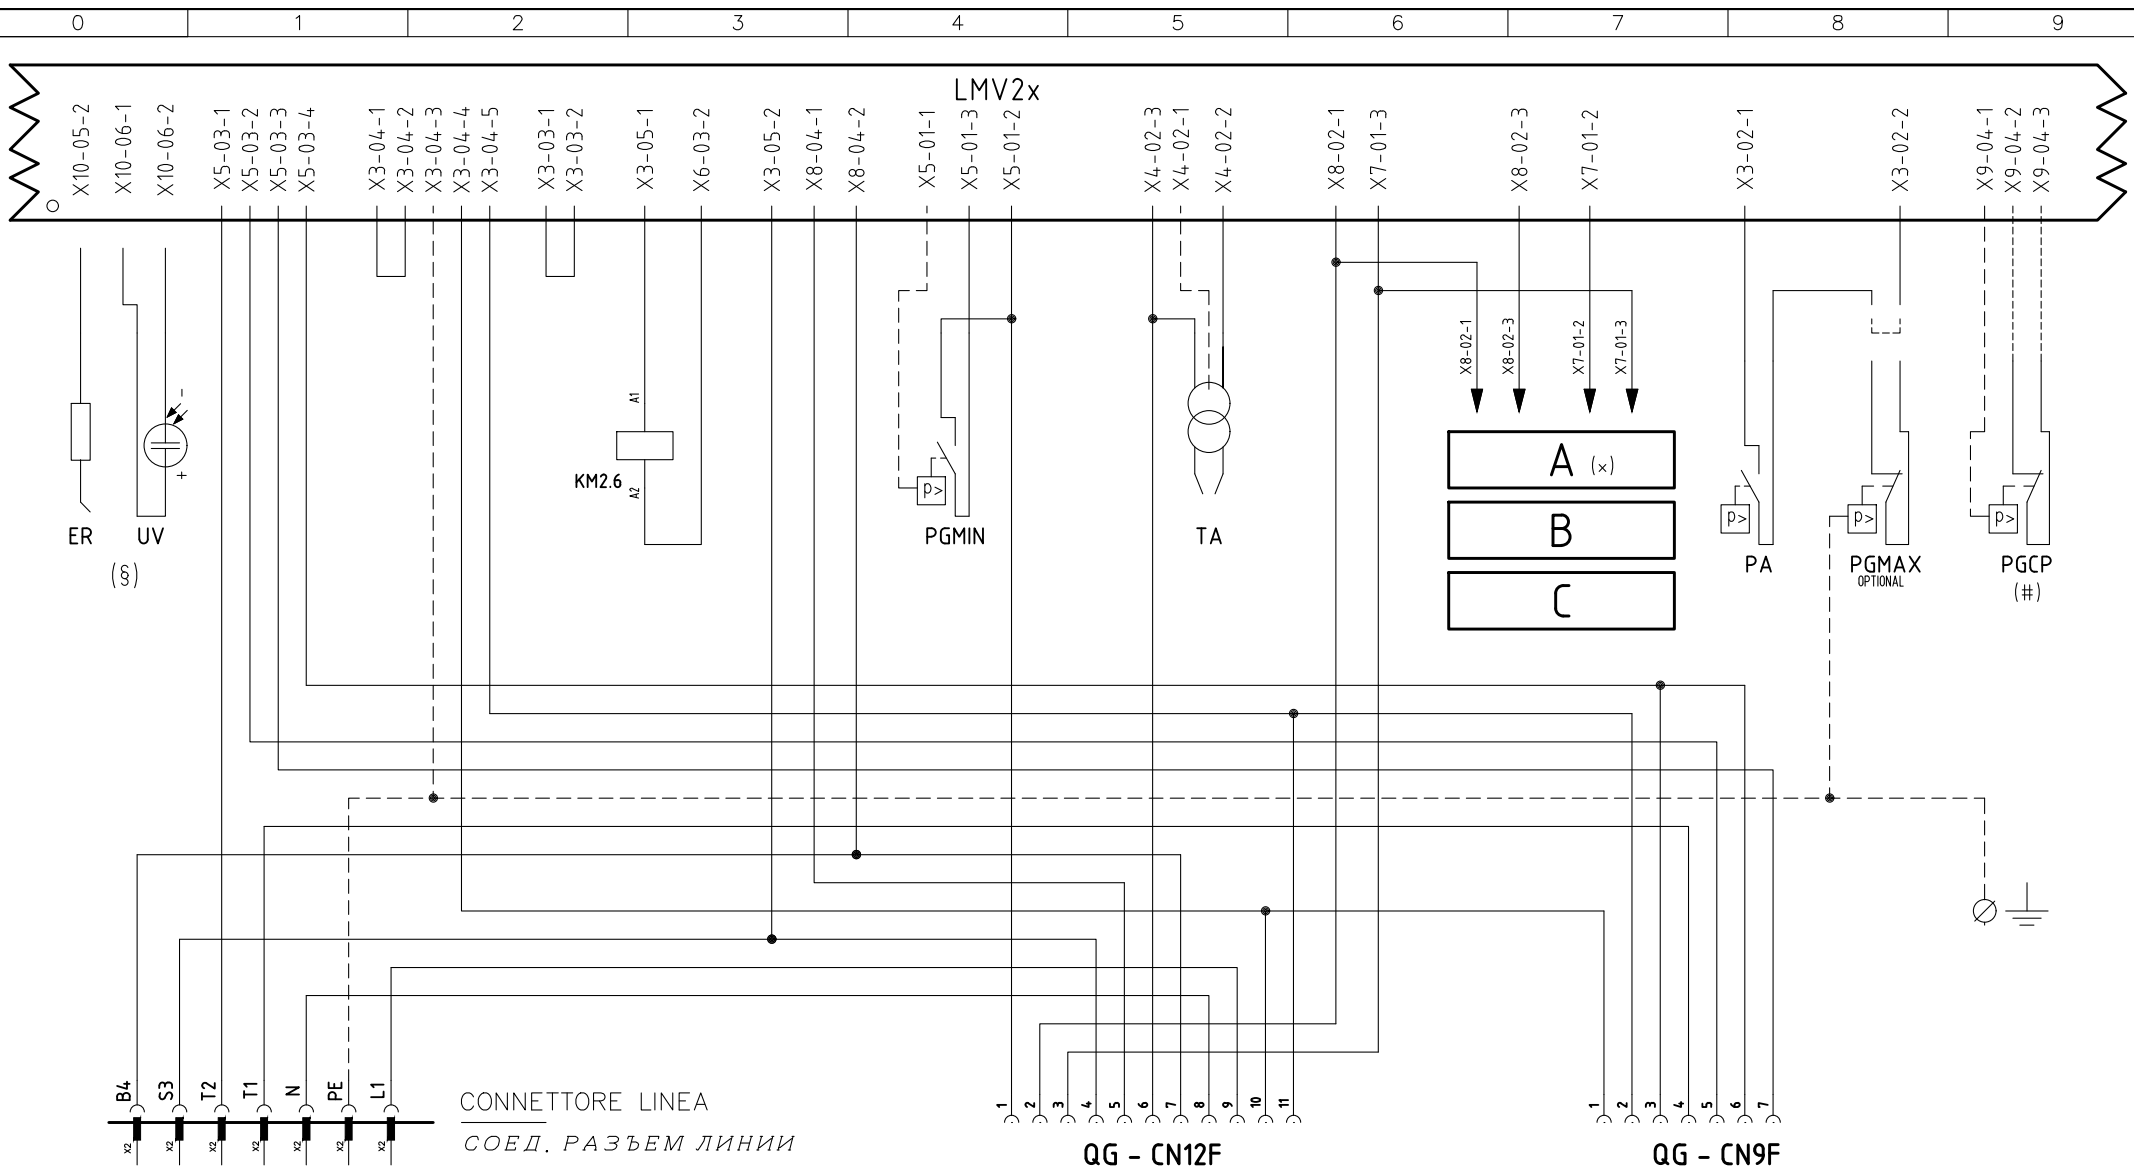 0 1 2 3 4 5 6 7 8 9
LMV2x
X10-05-2
X10-06-1
X10-06-2
X5-03-1
X5-03-2
X5-03-3
X5-03-4
X3-04-1
X3-04-2
X3-04-3
X3-04-4
X3-04-5
X3-03-1
X3-03-2
X3-05-1
X6-03-2
X3-05-2
X8-04-1
X8-04-2
X5-01-1
X5-01-3
X5-01-2
X4-02-3
X4-02-1
X4-02-2
X8-02-1
X7-01-3
X8-02-3
X7-01-2
X3-02-1
X3-02-2
X9-04-1
X9-04-2
X9-04-3
X8-02-1
X8-02-3
X7-01-2
X7-01-3
-
+
A1
A2
KM2.6
A (x)
B
C
p>
p>
p>
p>
ER
UV
(§)
PGMIN
TA
PA
PGMAX
OPTIONAL
PGCP
(#)
B4
S3
T2
T1
N
PE
L1
x2
x2
x2
x2
x2
x2
x2
CONNETTORE LINEA
СОЕД. РАЗЪЕМ ЛИНИИ
1 2 3 4 5 6 7 8 9 10 11
QG - CN12F
1 2 3 4 5 6 7
QG - CN9F